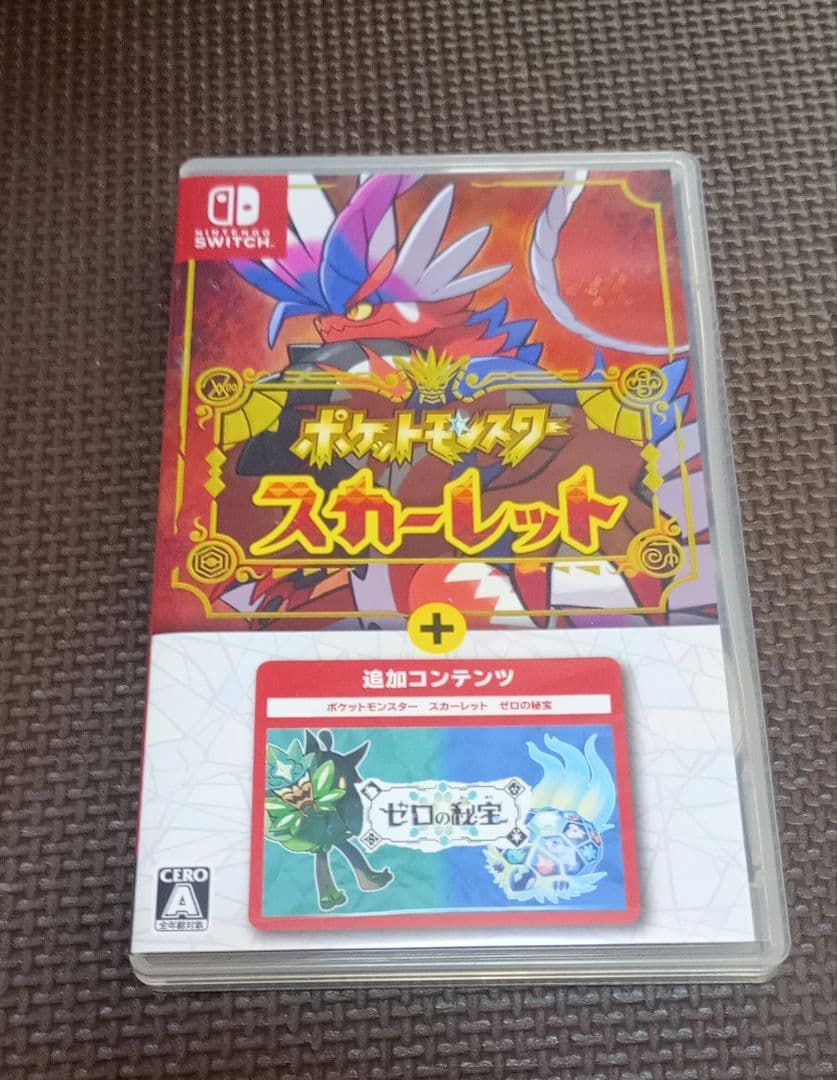 NINTENDO
SWITCH™
ポケットモンスター
スカーレット
+
追加コンテンツ
ポケットモンスター スカーレット ゼロの秘宝
ゼロの秘宝
CERO
A
全年齢対象